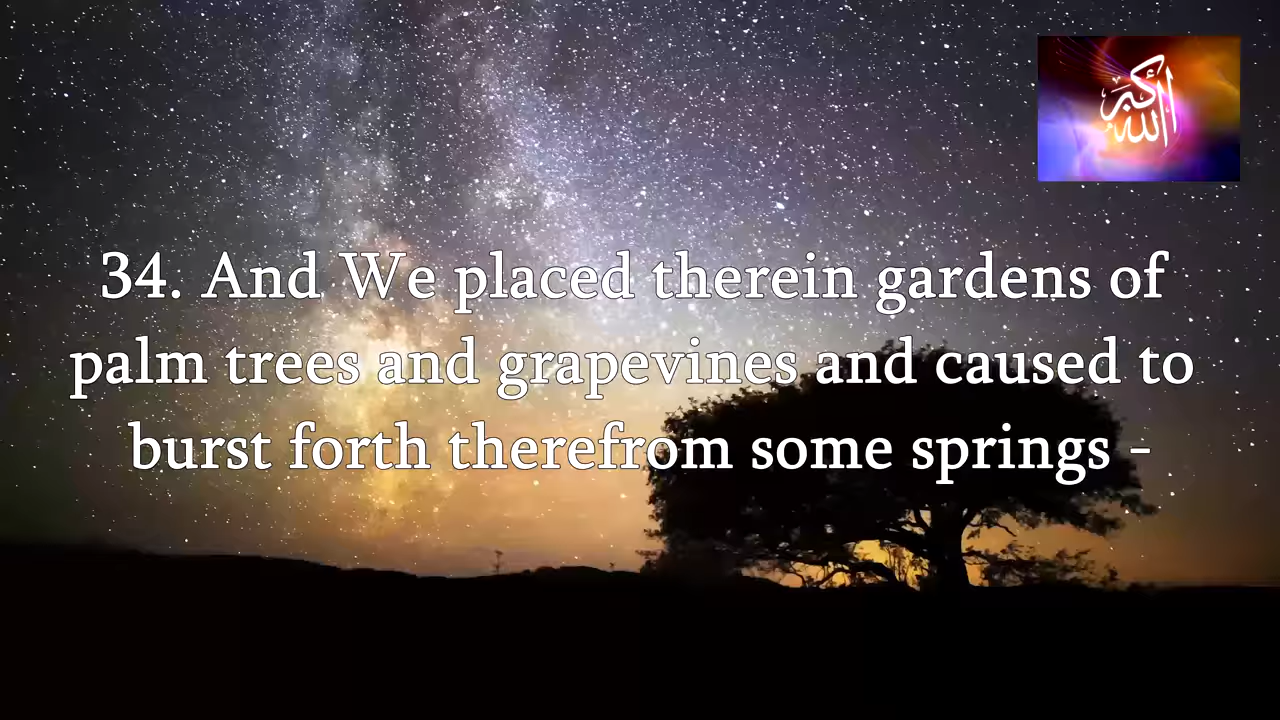 الله أكبر
34. And We placed therein gardens of
palm trees and grapevines and caused to
burst forth therefrom some springs -